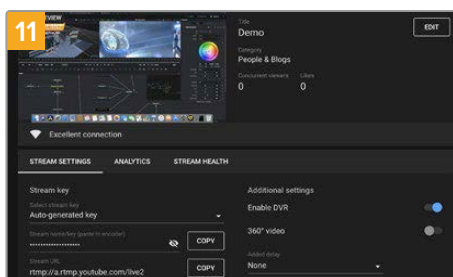 11
PREVIEW
Title
Demo
EDIT
Category
People & Blogs
Concurrent viewers
Likes
0
0
Excellent connection
STREAM SETTINGS
ANALYTICS
STREAM HEALTH
Stream key
Select stream key
Auto-generated key
Stream name/key (paste in encoder)
COPY
Stream URL
rtmp://a.rtmp.youtube.com/live2
COPY
Additional settings
Enable DVR
360° video
Added delay
None